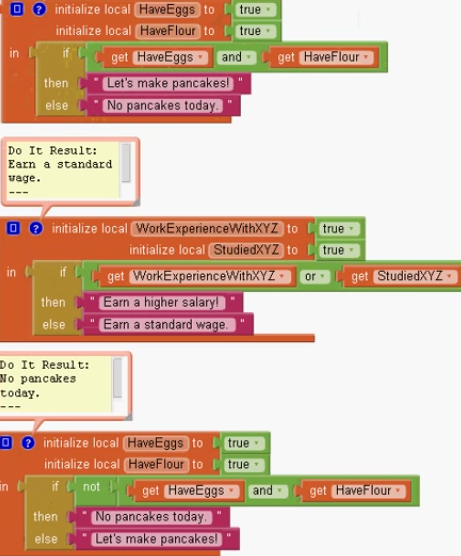 initialize local HaveEggs to true
initialize local HaveFlour to true
in if get HaveEggs and get HaveFlour
then " Let's make pancakes! "
else " No pancakes today. "
Do It Result:
Earn a standard
wage.
---
initialize local WorkExperienceWithXYZ to true
initialize local StudiedXYZ to true
in if get WorkExperienceWithXYZ or get StudiedXYZ
then " Earn a higher salary! "
else " Earn a standard wage. "
Do It Result:
No pancakes
today.
---
initialize local HaveEggs to true
initialize local HaveFlour to true
in if not get HaveEggs and get HaveFlour
then " No pancakes today. "
else " Let's make pancakes! "